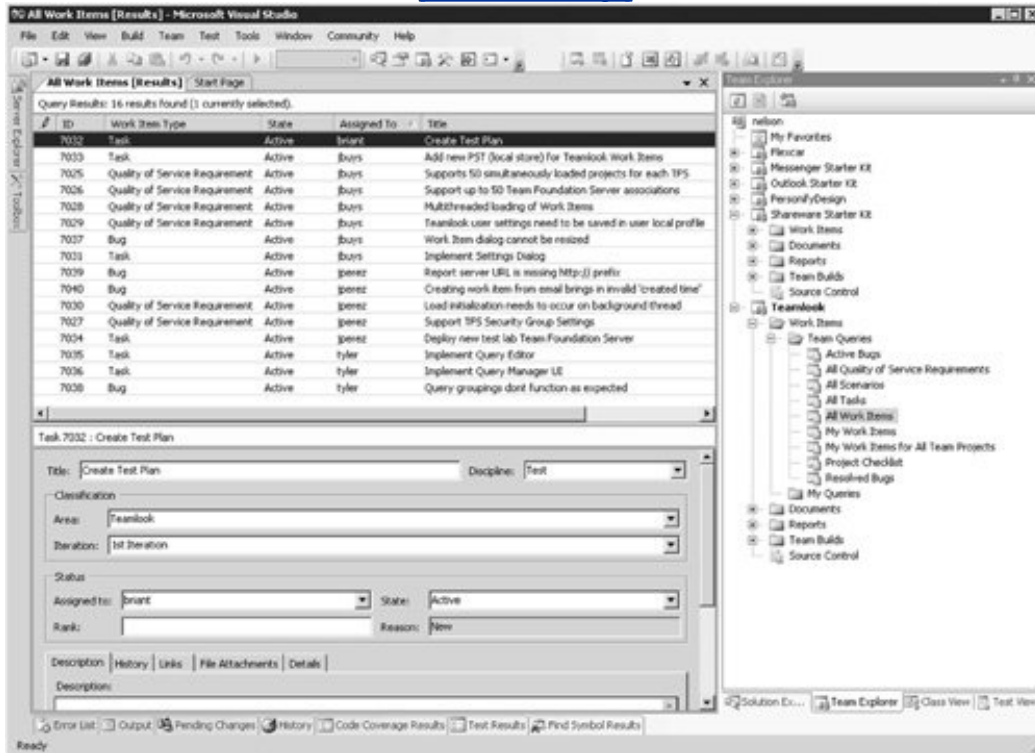 All Work Items [Results] - Microsoft Visual Studio
File Edit View Build Team Test Tools Window Community Help
All Work Items [Results] Start Page
Query Results: 16 results found (1 currently selected).
ID Work Item Type State Assigned To Title
7032 Task Active briant Create Test Plan
7033 Task Active jbuys Add new PST (local store) for Teamlook Work Items
7025 Quality of Service Requirement Active jbuys Supports 50 simultaneously loaded projects for each TFS
7026 Quality of Service Requirement Active jbuys Support up to 50 Team Foundation Server associations
7028 Quality of Service Requirement Active jbuys Multithreaded loading of Work Items
7029 Quality of Service Requirement Active jbuys Teamlook user settings need to be saved in user local profile
7037 Bug Active jbuys Work Item dialog cannot be resized
7031 Task Active jbuys Implement Settings Dialog
7039 Bug Active jperez Report server URL is missing http:// prefix
7040 Bug Active jperez Creating work item from email brings in invalid 'created time'
7030 Quality of Service Requirement Active jperez Load initialization needs to occur on background thread
7027 Quality of Service Requirement Active jperez Support TFS Security Group Settings
7034 Task Active jperez Deploy new test lab Team Foundation Server
7035 Task Active tyler Implement Query Editor
7036 Task Active tyler Implement Query Manager UI
7038 Bug Active tyler Query groupings dont function as expected
Task 7032 : Create Test Plan
Title: Create Test Plan Discipline: Test
Classification
Area: Teamlook
Iteration: 1st Iteration
Status
Assigned to: briant State: Active
Rank: Reason: New
Description History Links File Attachments Details
Description:
Error List Output Pending Changes History Code Coverage Results Test Results Find Symbol Results
Ready
Server Explorer
Toolbox
Team Explorer
nelson
My Favorites
Flexcar
Messenger Starter Kit
Outlook Starter Kit
PersonifyDesign
Shareware Starter Kit
Work Items
Documents
Reports
Team Builds
Source Control
Teamlook
Work Items
Team Queries
Active Bugs
All Quality of Service Requirements
All Scenarios
All Tasks
All Work Items
My Work Items
My Work Items for All Team Projects
Project Checklist
Resolved Bugs
My Queries
Documents
Reports
Team Builds
Source Control
Solution Ex... Team Explorer Class View Test View